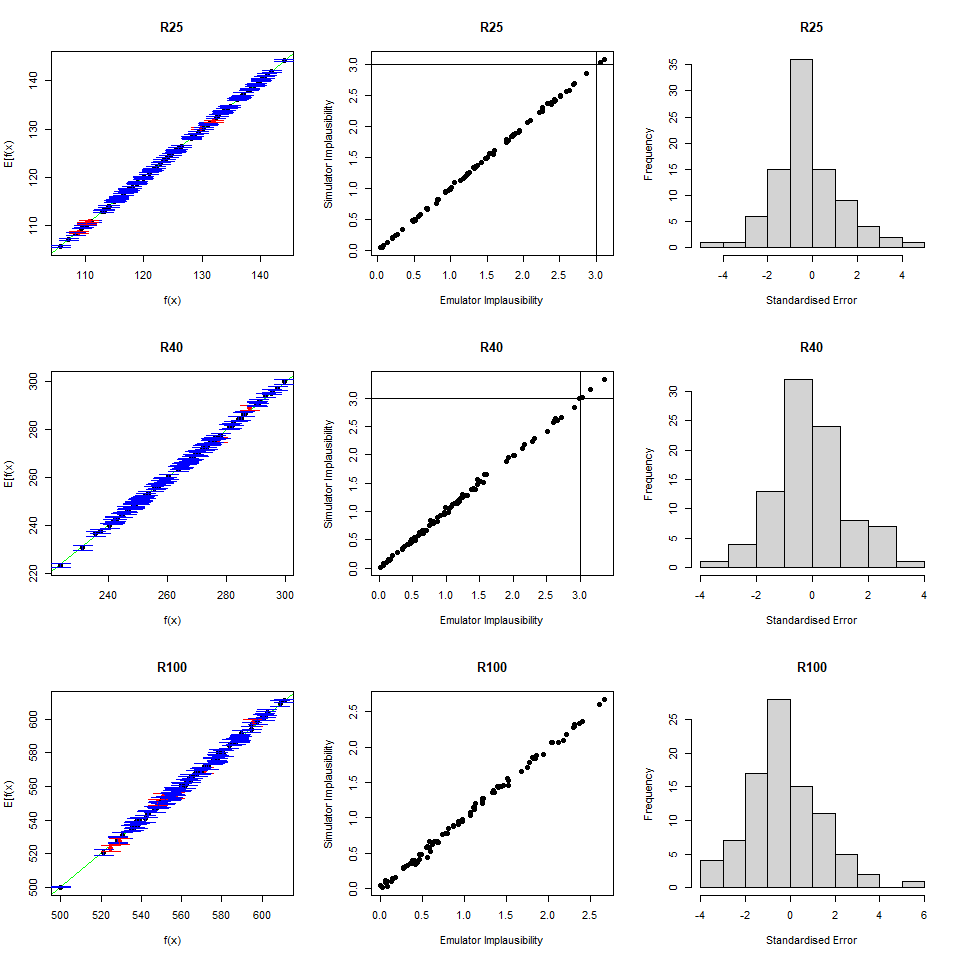 R25
R25
R25
E[f(x)
110 120 130 140
110 120 130 140
f(x)
Simulator Implausibility
0.0 0.5 1.0 1.5 2.0 2.5 3.0
0.0 0.5 1.0 1.5 2.0 2.5 3.0
Emulator Implausibility
Frequency
0 5 10 15 20 25 30 35
-4 -2 0 2 4
Standardised Error
R40
R40
R40
E[f(x)
220 240 260 280 300
240 260 280 300
f(x)
Simulator Implausibility
0.0 0.5 1.0 1.5 2.0 2.5 3.0
0.0 0.5 1.0 1.5 2.0 2.5 3.0
Emulator Implausibility
Frequency
0 5 10 15 20 25 30
-4 -2 0 2 4
Standardised Error
R100
R100
R100
E[f(x)
500 520 540 560 580 600
500 520 540 560 580 600
f(x)
Simulator Implausibility
0.0 0.5 1.0 1.5 2.0 2.5
0.0 0.5 1.0 1.5 2.0 2.5
Emulator Implausibility
Frequency
0 5 10 15 20 25
-4 -2 0 2 4 6
Standardised Error